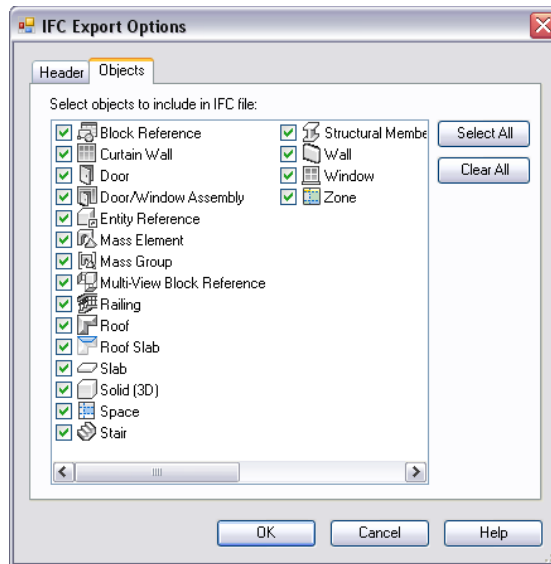 IFC Export Options
Header
Objects
Select objects to include in IFC file:
Block Reference
Curtain Wall
Door
Door/Window Assembly
Entity Reference
Mass Element
Mass Group
Multi-View Block Reference
Railing
Roof
Roof Slab
Slab
Solid (3D)
Space
Stair
Structural Membe
Wall
Window
Zone
Select All
Clear All
OK
Cancel
Help